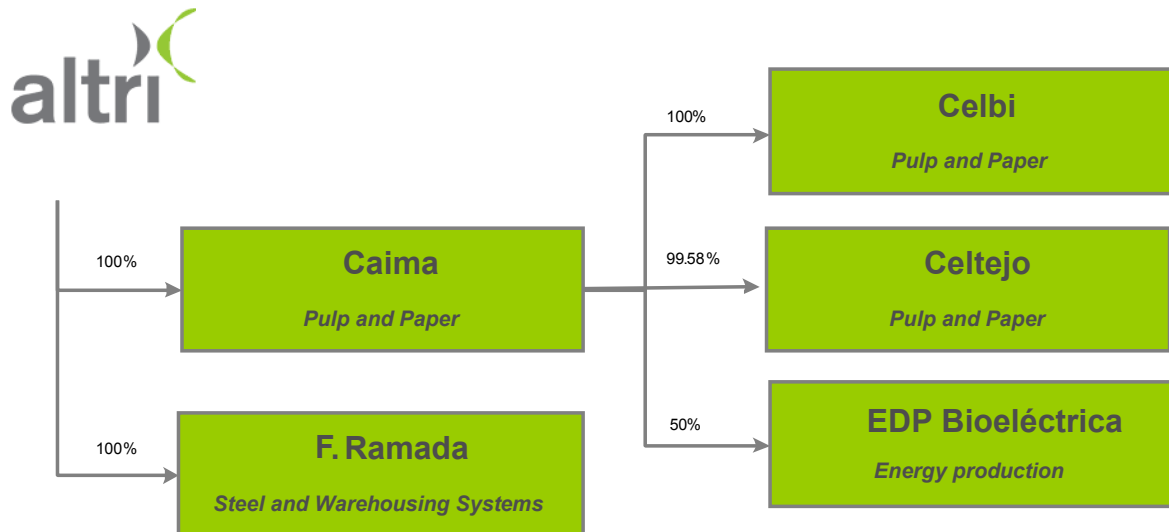 altri
100%
Celbi
Pulp and Paper
100%
Caima
Pulp and Paper
99.58%
Celtejo
Pulp and Paper
100%
F. Ramada
Steel and Warehousing Systems
50%
EDP Bioeléctrica
Energy production